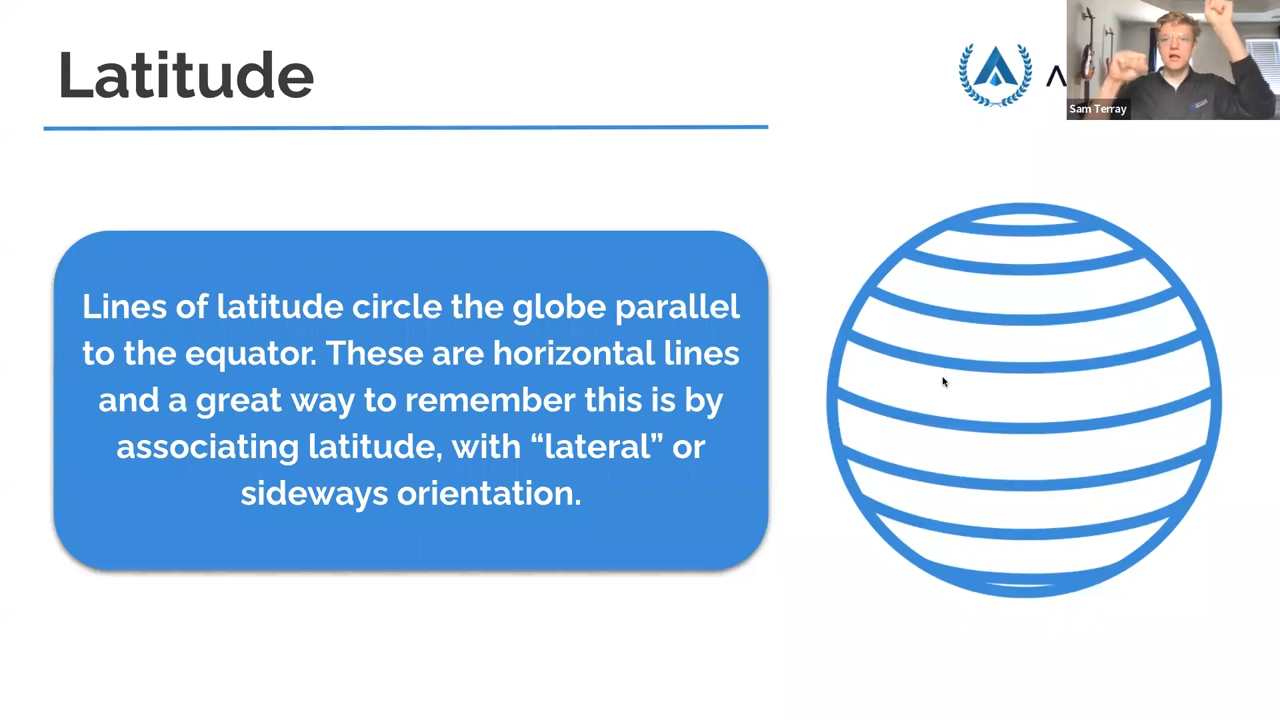 Latitude
Sam Terray
Lines of latitude circle the globe parallel
to the equator. These are horizontal lines
and a great way to remember this is by
associating latitude, with “lateral” or
sideways orientation.